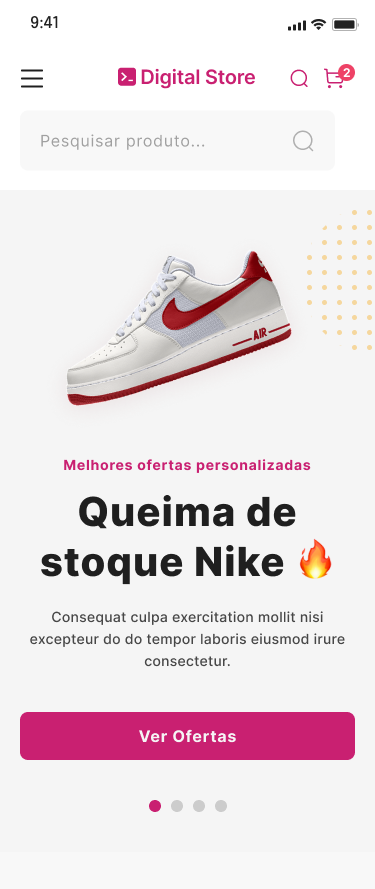 9:41
Digital Store
2
Pesquisar produto...
AIR
Melhores ofertas personalizadas
Queima de
stoque Nike 🔥
Consequat culpa exercitation mollit nisi
excepteur do do tempor laboris eiusmod irure
consectetur.
Ver Ofertas